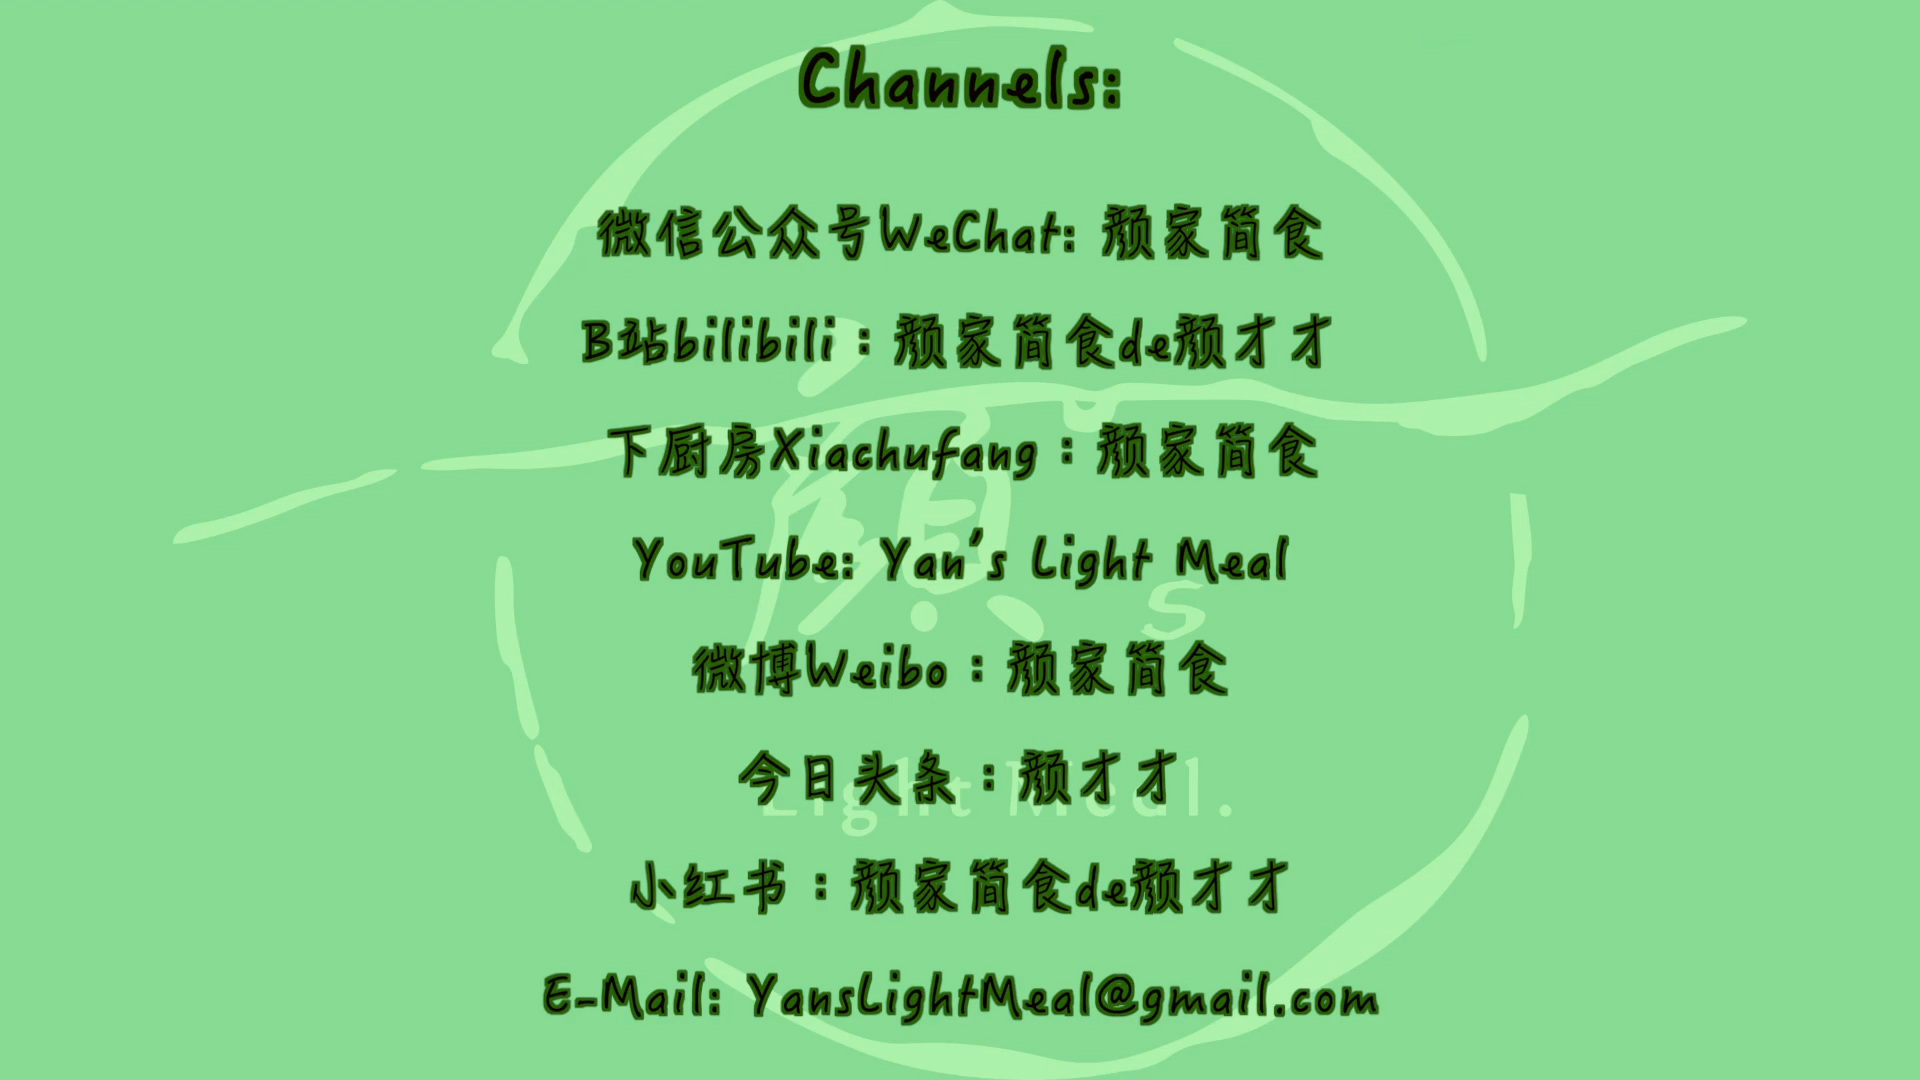 Channels:
微信公众号WeChat: 颜家简食
B站bilibili：颜家简食de颜才才
下厨房Xiachufang：颜家简食
YouTube: Yan's Light Meal
微博Weibo：颜家简食
今日头条：颜才才
小红书：颜家简食de颜才才
E-Mail: YansLightMeal@gmail.com
顏's
Light Meal.